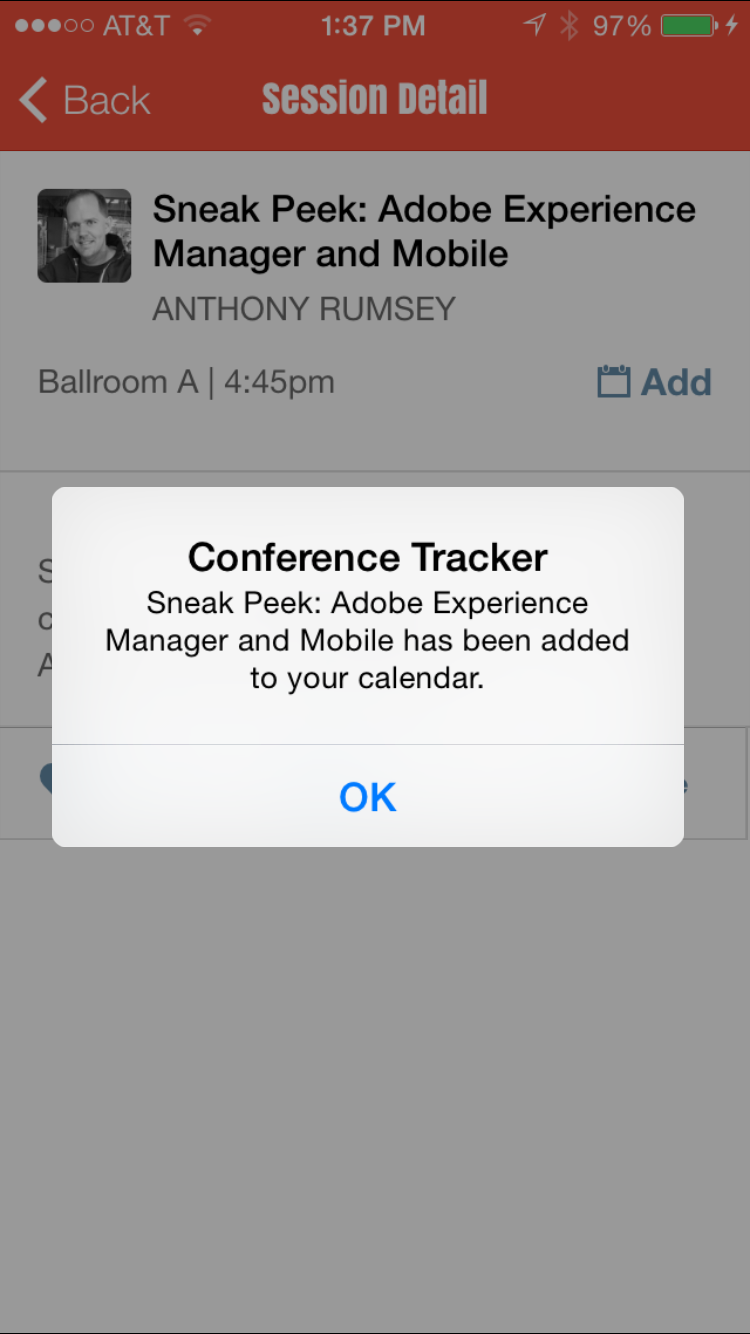 AT&T 1:37 PM 97%
Back Session Detail
Sneak Peek: Adobe Experience
Manager and Mobile
ANTHONY RUMSEY
Ballroom A | 4:45pm Add
Conference Tracker
Sneak Peek: Adobe Experience
Manager and Mobile has been added
to your calendar.
OK